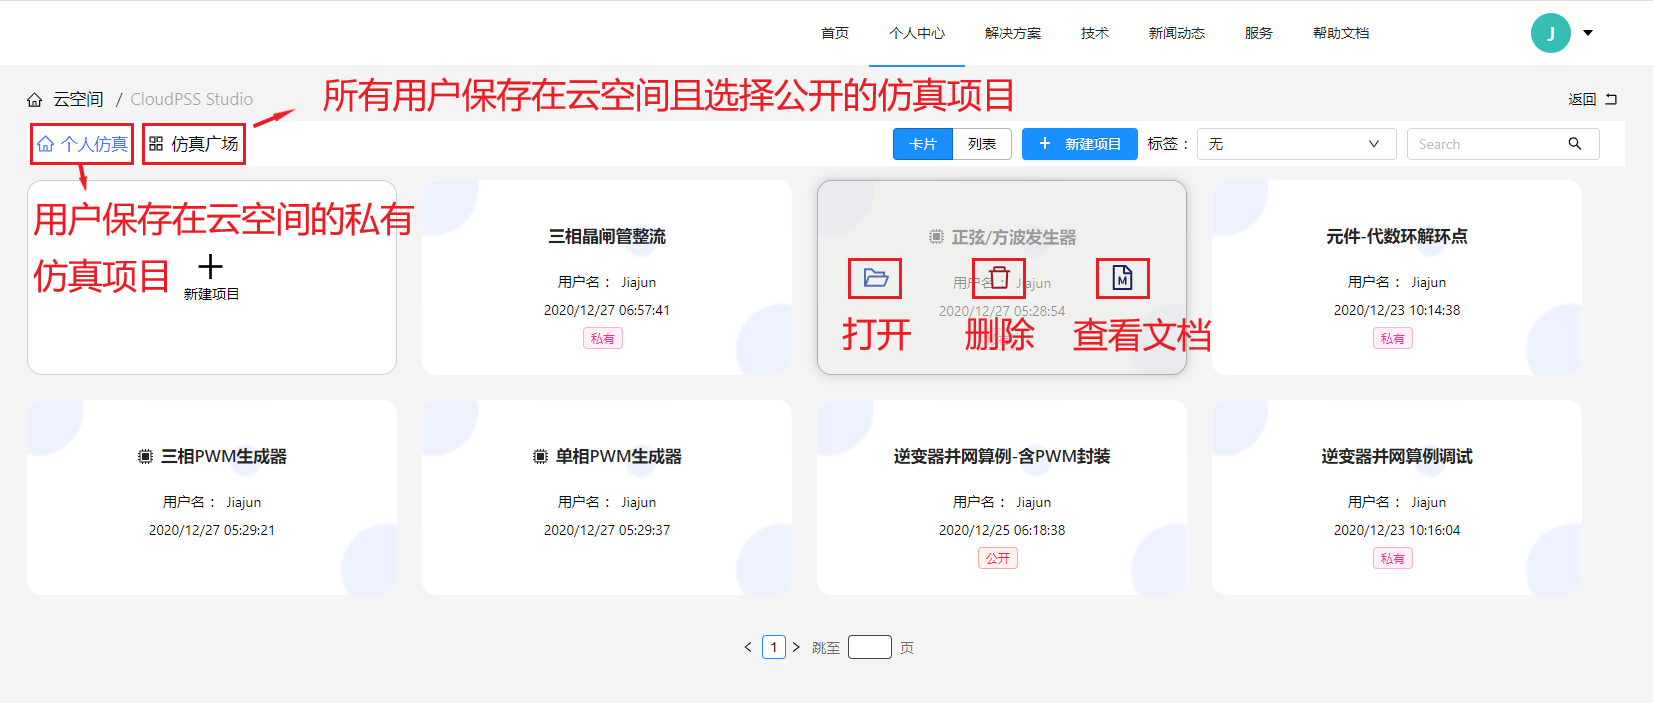 首页 个人中心 解决方案 技术 新闻动态 服务 帮助文档 J
云空间 / CloudPSS Studio
所有用户保存在云空间且选择公开的仿真项目
返回
个人仿真 仿真广场
卡片 列表 + 新建项目 标签： 无 Search
用户保存在云空间的私有
仿真项目
新建项目
三相晶闸管整流
用户名： Jiajun
2020/12/27 06:57:41
私有
正弦/方波发生器
用户名： Jiajun
2020/12/27 05:28:54
打开 删除 查看文档
元件-代数环解环点
用户名： Jiajun
2020/12/23 10:14:38
私有
三相PWM生成器
用户名： Jiajun
2020/12/27 05:29:21
单相PWM生成器
用户名： Jiajun
2020/12/27 05:29:37
逆变器并网算例-含PWM封装
用户名： Jiajun
2020/12/25 06:18:38
公开
逆变器并网算例调试
用户名： Jiajun
2020/12/23 10:16:04
私有
< 1 > 跳至 页